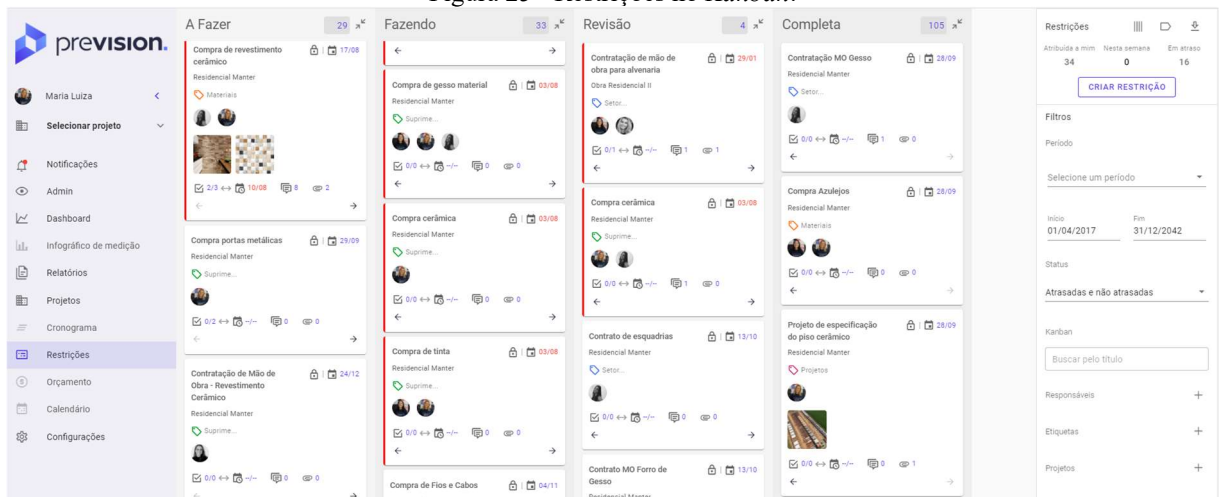 prevision.
Maria Luiza
Selecionar projeto
Notificações
Admin
Dashboard
Infográfico de medição
Relatórios
Projetos
Cronograma
Restrições
Orçamento
Calendário
Configurações
A Fazer 29
Compra de revestimento
cerâmico
17/08
Residencial Manter
Materiais
2/3 10/08 8 2
Compra portas metálicas 29/09
Residencial Manter
Suprime...
0/2 --/-- 0 0
Contratação de Mão de
Obra - Revestimento
Cerâmico
24/12
Residencial Manter
Suprime...
0/0 --/-- 0 0
Fazendo 33
Compra de gesso material 03/08
Residencial Manter
Suprime...
0/0 --/-- 0 0
Compra cerâmica 03/08
Residencial Manter
Suprime...
0/0 --/-- 0 0
Compra de tinta 03/08
Residencial Manter
Suprime...
0/0 --/-- 0 0
Compra de Fios e Cabos 04/11
Revisão 4
Contratação de mão de
obra para alvenaria
29/01
Obra Residencial II
Setor...
0/1 --/-- 1 1
Compra cerâmica 03/08
Residencial Manter
Suprime...
0/0 --/-- 1 0
Contrato de esquadrias 13/10
Residencial Manter
Setor...
0/0 --/-- 0 0
Contrato MO Forro de
Gesso
13/10
Completa 105
Contratação MO Gesso 28/09
Residencial Manter
Setor...
0/0 --/-- 1 0
Compra Azulejos 28/09
Residencial Manter
Materiais
0/0 --/-- 0 0
Projeto de especificação
do piso cerâmico
28/09
Residencial Manter
Projetos
0/0 --/-- 0 1
Restrições
Atribuída a mim Nesta semana Em atraso
34 0 16
CRIAR RESTRIÇÃO
Filtros
Período
Selecione um período
Início Fim
01/04/2017 31/12/2042
Status
Atrasadas e não atrasadas
Kanban
Buscar pelo título
Responsáveis
Etiquetas
Projetos